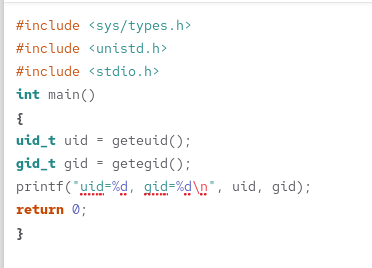 #include <sys/types.h>
#include <unistd.h>
#include <stdio.h>
int main()
{
uid_t uid = geteuid();
gid_t gid = getegid();
printf("uid=%d, gid=%d\n", uid, gid);
return 0;
}